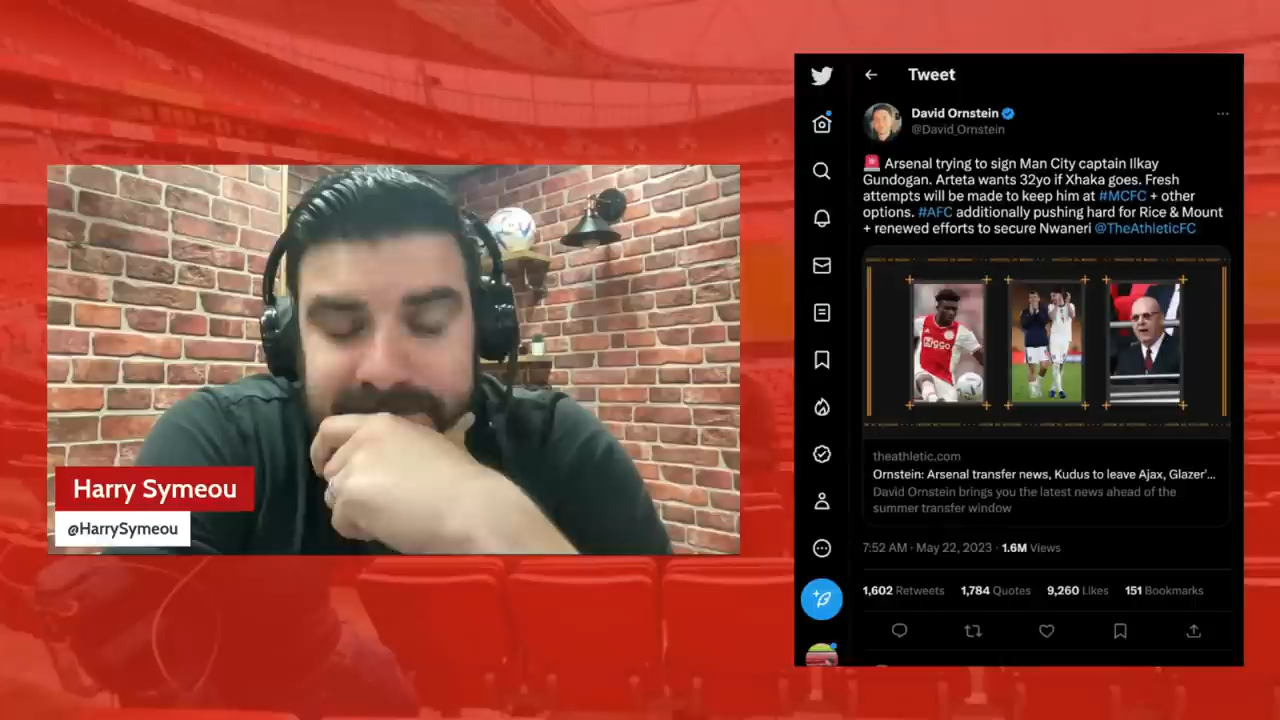 Harry Symeou
@HarrySymeou
Tweet
David Ornstein
@David_Ornstein
Arsenal trying to sign Man City captain Ilkay
Gundogan. Arteta wants 32yo if Xhaka goes. Fresh
attempts will be made to keep him at #MCFC + other
options. #AFC additionally pushing hard for Rice & Mount
+ renewed efforts to secure Nwaneri @TheAthleticFC
ziggo
theathletic.com
Ornstein: Arsenal transfer news, Kudus to leave Ajax, Glazer'...
David Ornstein brings you the latest news ahead of the
summer transfer window
7:52 AM · May 22, 2023 · 1.6M Views
1,602 Retweets 1,784 Quotes 9,260 Likes 151 Bookmarks